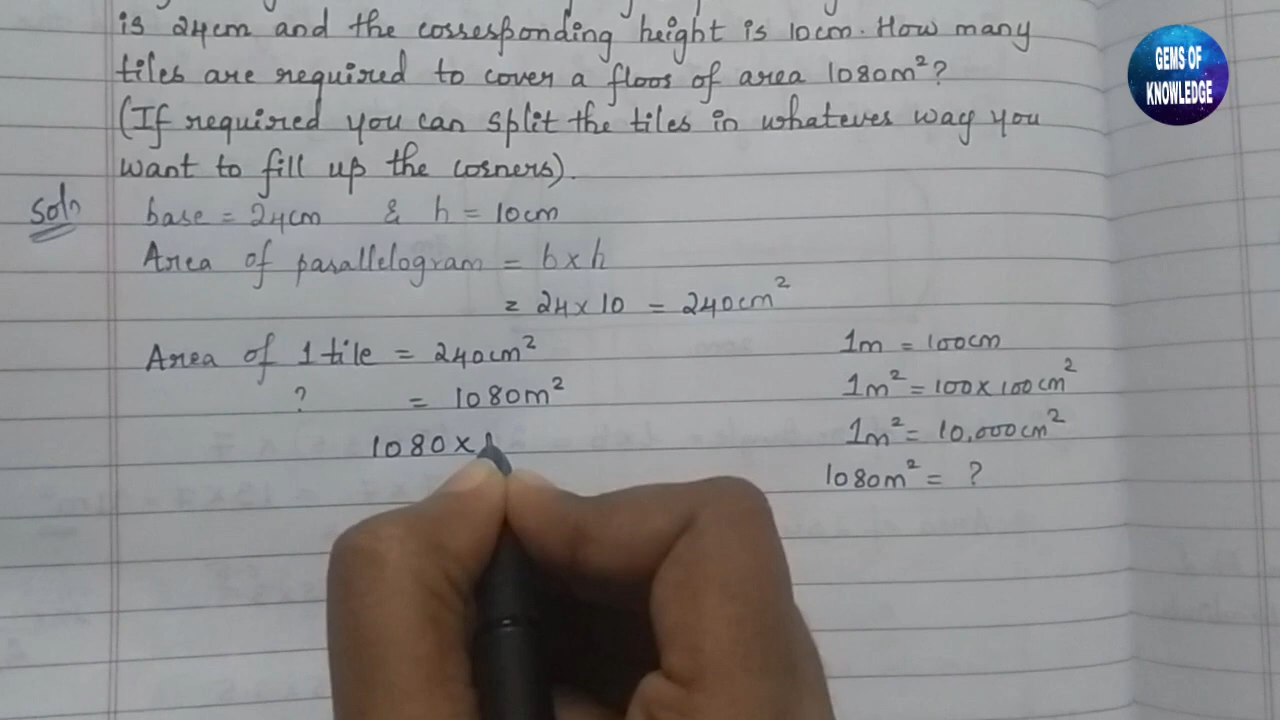 is 24cm and the corresponding height is 10cm. How many
tiles are required to cover a floor of area 1080m²?
(If required you can split the tiles in whatever way you
want to fill up the corners).
Soln
base = 24cm & h = 10cm
Area of parallelogram = b×h
= 24×10 = 240cm²
Area of 1 tile = 240cm²
? = 1080m²
1080×
1m = 100cm
1m² = 100×100cm²
1m² = 10,000cm²
1080m² = ?
GEMS OF
KNOWLEDGE